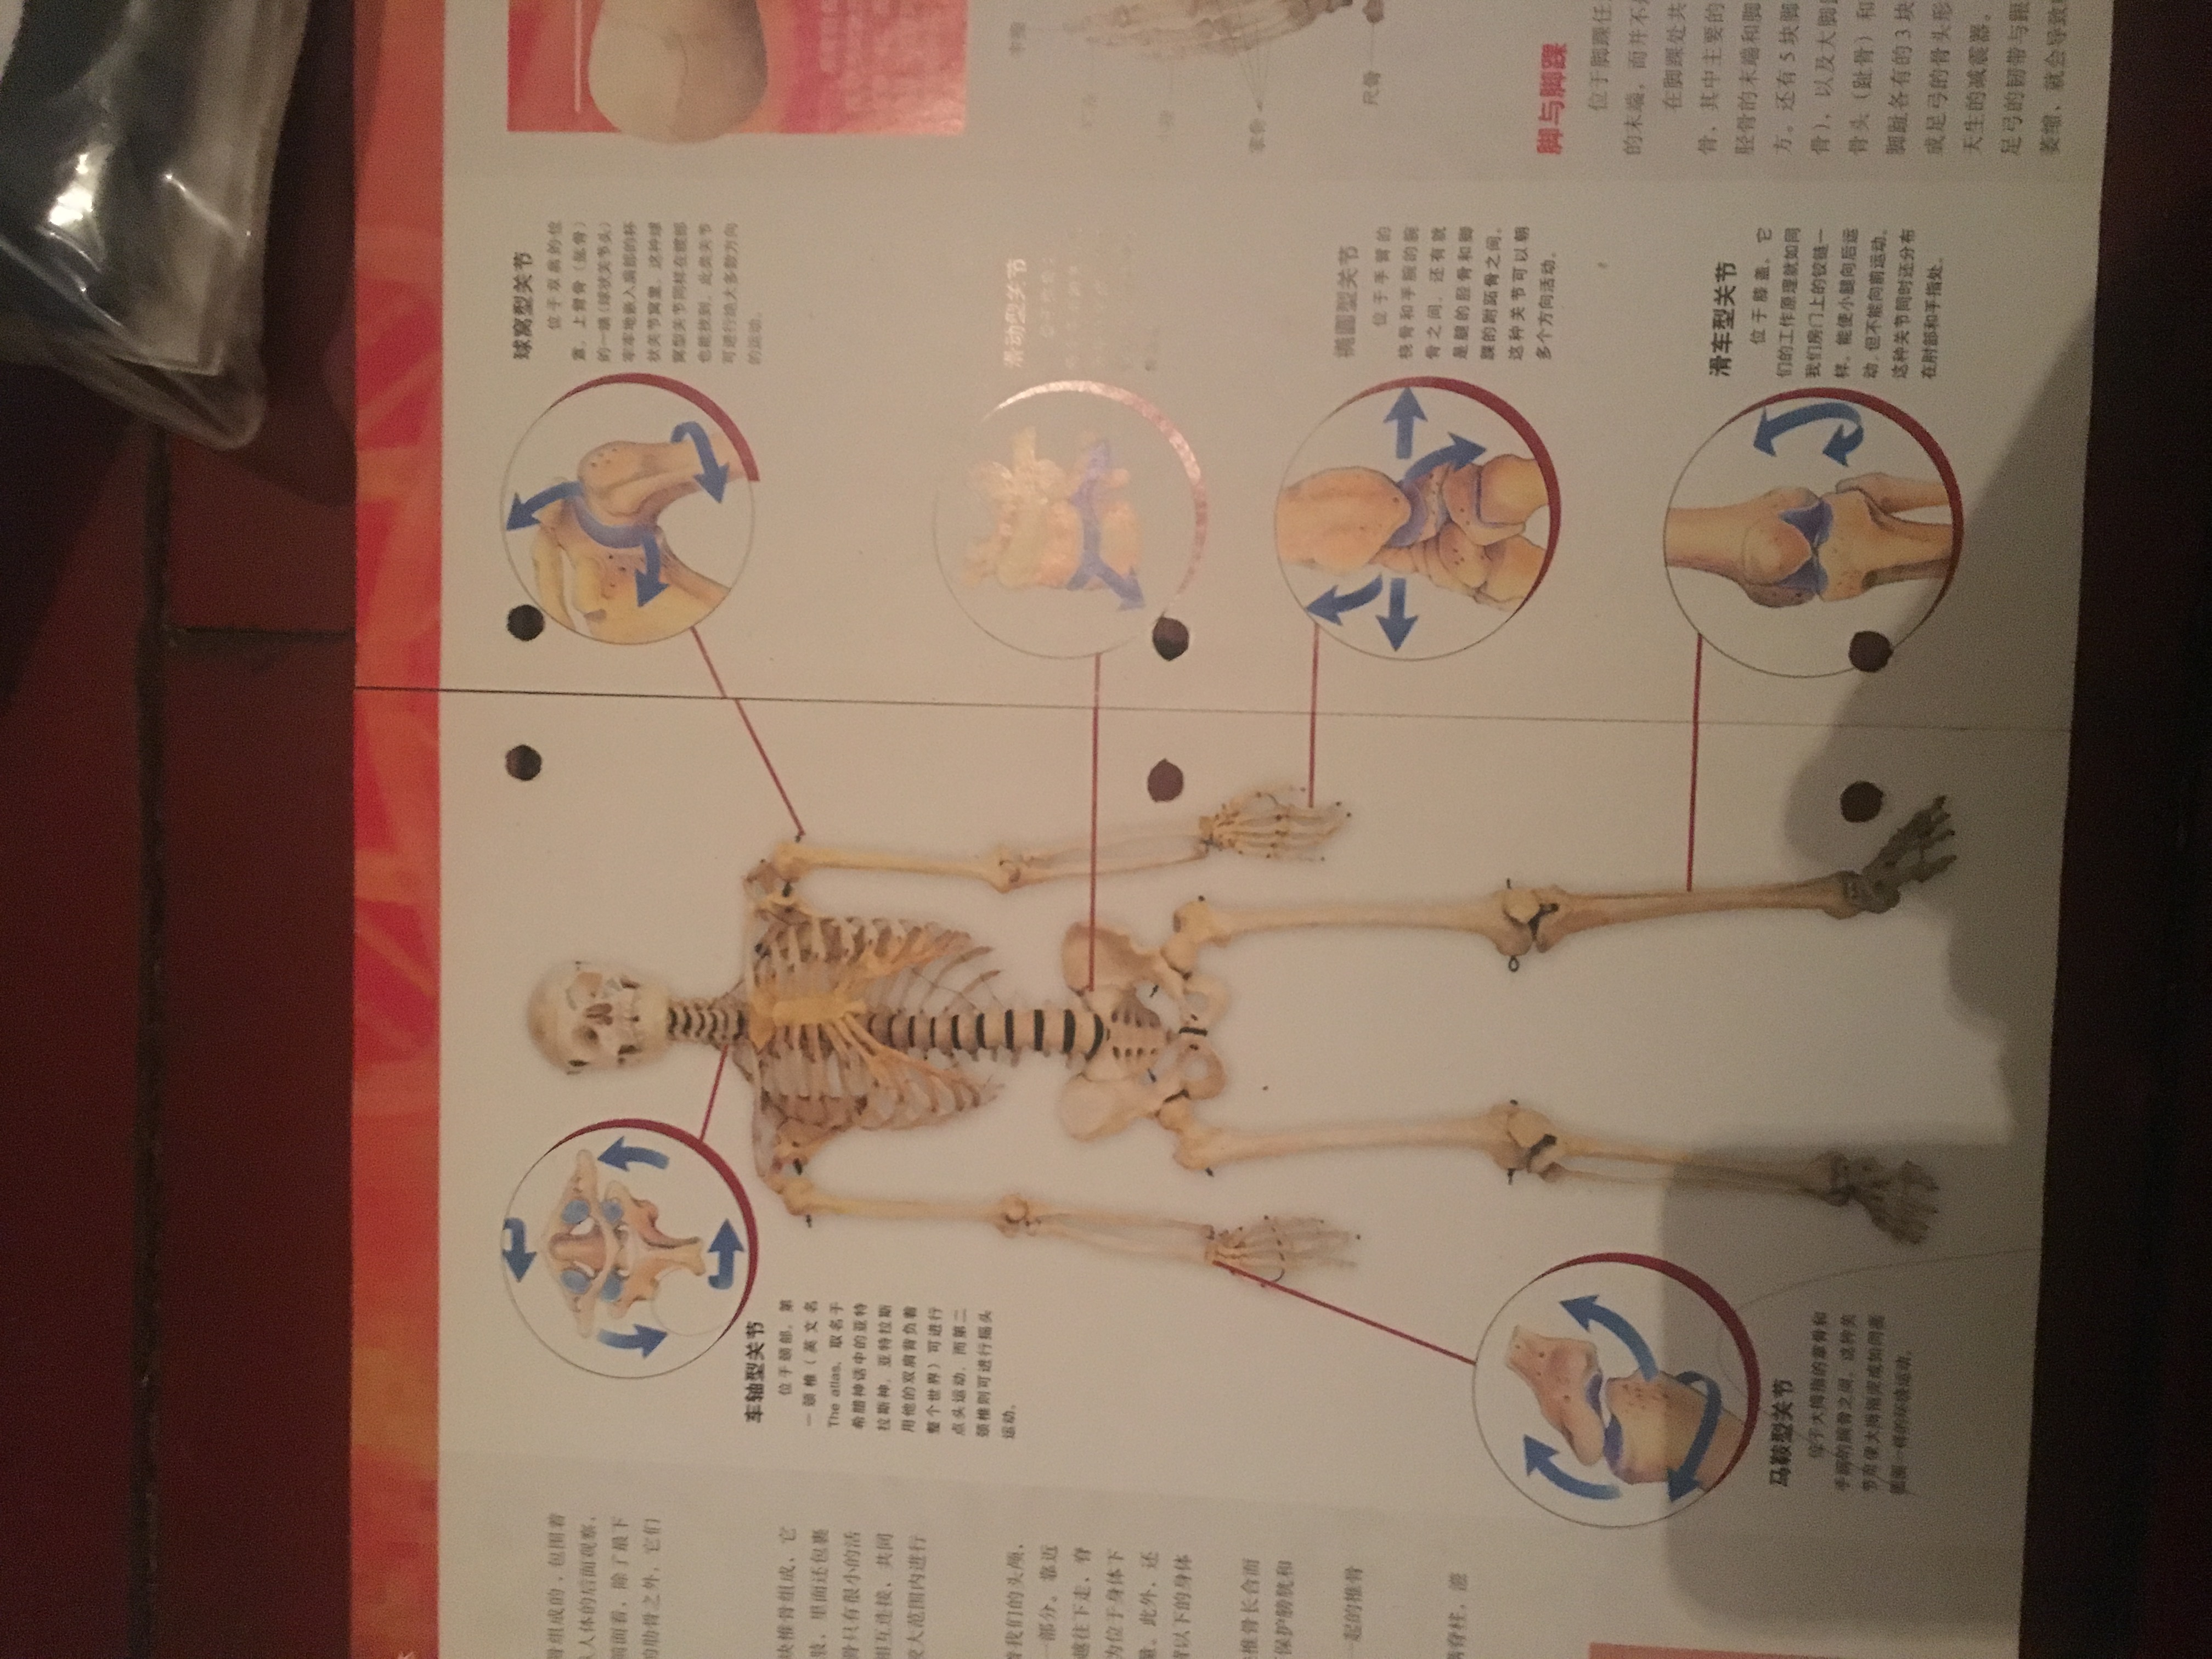 骨组成的，包围着
人体的后面观察，
前面看，除了最下
的肋骨之外，它们
块椎骨组成，它
里面还包裹
骨只有很小的活
相互连接，共同
较大范围内进行
着我们的头颅，
一部分。靠近
越往下走，脊
为位于身体下
量。此外，还
背以下的身体
椎骨长合而
保护膀胱和
一起的椎骨
脊柱，
车轴型关节
位于颈部。第
一颈椎（英文名
The atlas，取名于
希腊神话中的亚特
拉斯神，亚特拉斯
用他的双肩背负着
整个世界）可进行
点头运动，而第二
颈椎则可进行摇头
运动。
马鞍型关节
位于大拇指的掌骨和
手腕的腕骨之间，这种关
节可使大拇指完成如同画
圆圈一样的环绕运动。
球窝型关节
位于双肩的位
置。上臂骨（肱骨）
的一端（球状关节头）
牢牢地嵌入肩部的杯
状关节窝里。这种球
窝型关节同样在髋部
也能找到。此类关节
可进行绝大多数方向
的运动。
滑动型关节
椭圆型关节
位于手臂的
桡骨和手腕的腕
骨之间，还有就
是腿的胫骨和脚
踝的跗跖骨之间。
这种关节可以朝
多个方向活动。
滑车型关节
位于膝盖。它
们的工作原理就如同
我们房门上的铰链一
样，能使小腿向后运
动，但不能向前运动。
这种关节同时还分布
在肘部和手指处。
掌骨
尺骨
脚与脚踝
位于脚踝任
的末端，而并不
在脚踝处共
骨，其中主要的
胫骨的末端和脚
方。还有5块脚
骨），以及大脚
骨头（趾骨）和
脚趾各有的3块
成足弓的骨头形
天生的减震器。
足弓的韧带与跟
萎缩，就会导致